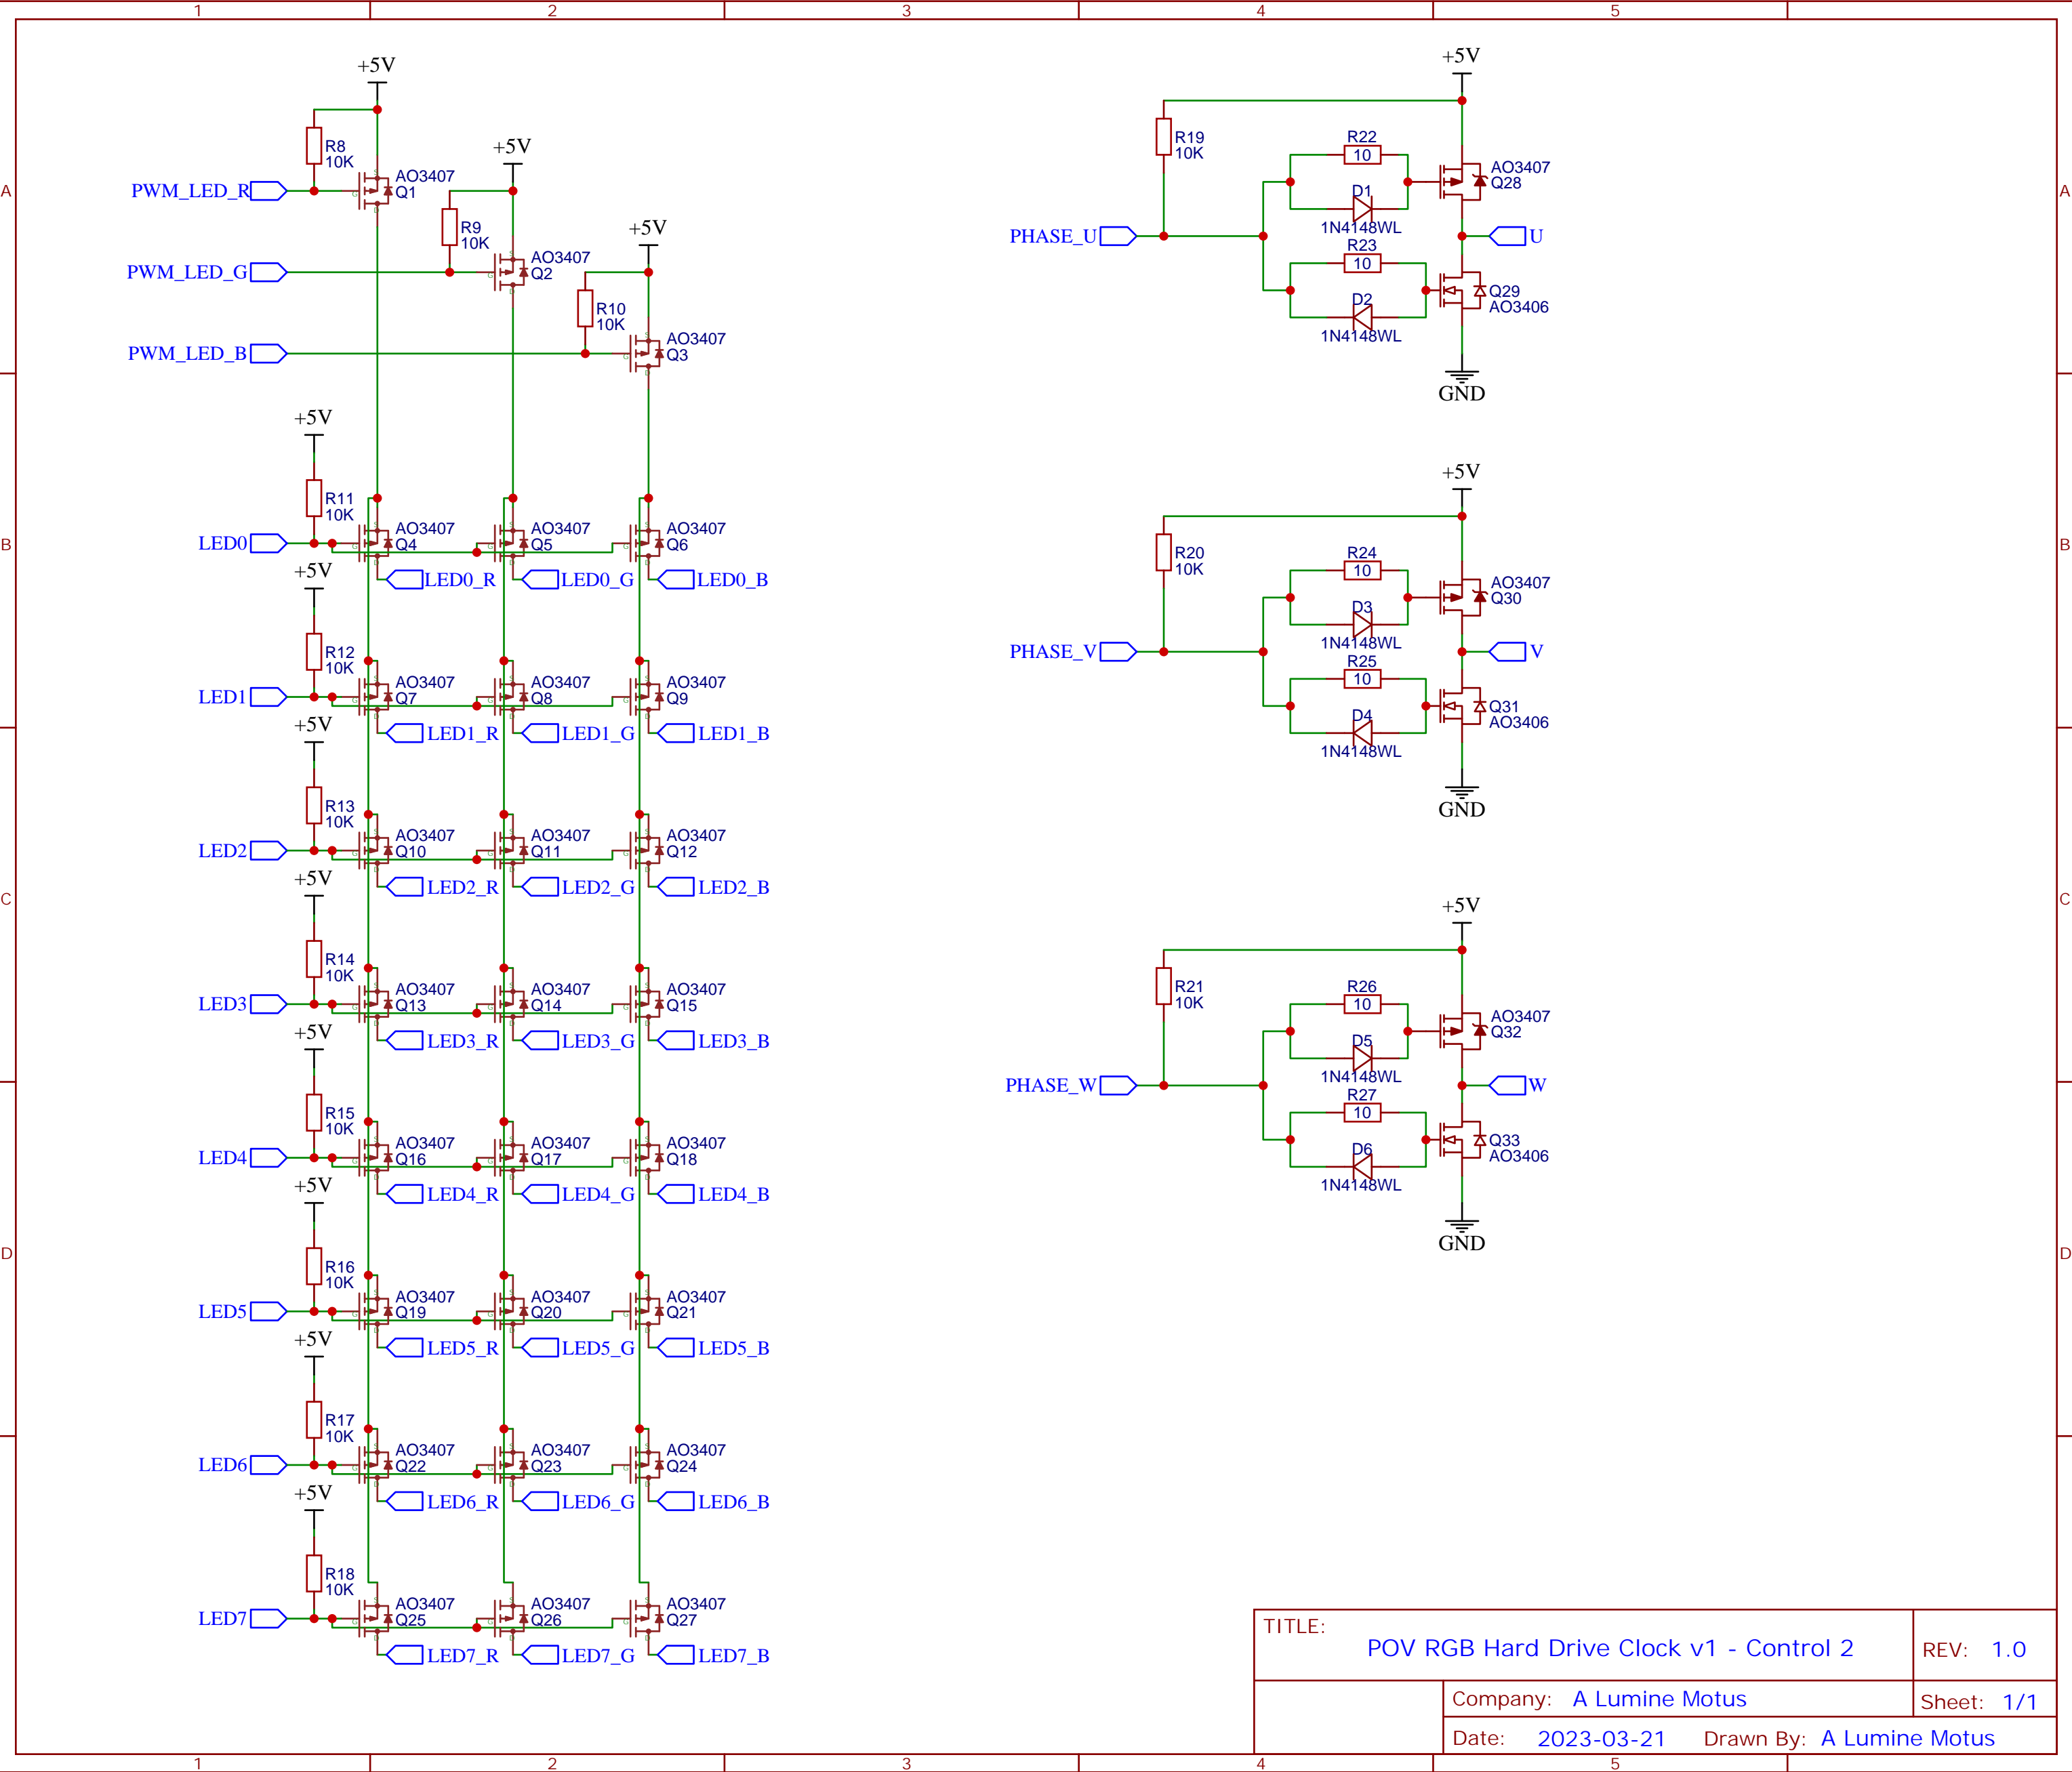 1 2 3 4 5
A
B
C
D
A
B
C
D
1 2 3 4 5
+5V
R8
10K
PWM_LED_R
AO3407
Q1
+5V
R9
10K
PWM_LED_G
AO3407
Q2
+5V
R10
10K
PWM_LED_B
AO3407
Q3
+5V
R11
10K
LED0
AO3407
Q4
AO3407
Q5
AO3407
Q6
LED0_R
LED0_G
LED0_B
+5V
R12
10K
LED1
AO3407
Q7
AO3407
Q8
AO3407
Q9
LED1_R
LED1_G
LED1_B
+5V
R13
10K
LED2
AO3407
Q10
AO3407
Q11
AO3407
Q12
LED2_R
LED2_G
LED2_B
+5V
R14
10K
LED3
AO3407
Q13
AO3407
Q14
AO3407
Q15
LED3_R
LED3_G
LED3_B
+5V
R15
10K
LED4
AO3407
Q16
AO3407
Q17
AO3407
Q18
LED4_R
LED4_G
LED4_B
+5V
R16
10K
LED5
AO3407
Q19
AO3407
Q20
AO3407
Q21
LED5_R
LED5_G
LED5_B
+5V
R17
10K
LED6
AO3407
Q22
AO3407
Q23
AO3407
Q24
LED6_R
LED6_G
LED6_B
+5V
R18
10K
LED7
AO3407
Q25
AO3407
Q26
AO3407
Q27
LED7_R
LED7_G
LED7_B
+5V
R19
10K
R22
10
AO3407
Q28
D1
1N4148WL
PHASE_U
U
R23
10
Q29
AO3406
D2
1N4148WL
GND
+5V
R20
10K
R24
10
AO3407
Q30
D3
1N4148WL
PHASE_V
V
R25
10
Q31
AO3406
D4
1N4148WL
GND
+5V
R21
10K
R26
10
AO3407
Q32
D5
1N4148WL
PHASE_W
W
R27
10
Q33
AO3406
D6
1N4148WL
GND
TITLE:
POV RGB Hard Drive Clock v1 - Control 2
REV: 1.0
Company: A Lumine Motus
Sheet: 1/1
Date: 2023-03-21
Drawn By: A Lumine Motus